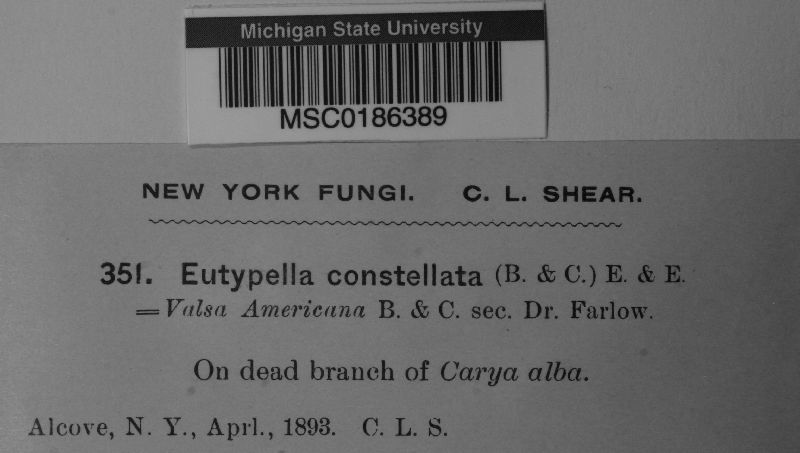 Michigan State University
MSC0186389
NEW YORK FUNGI. C. L. SHEAR.
351. Eutypella constellata (B. & C.) E. & E.
= Valsa Americana B. & C. sec. Dr. Farlow.
On dead branch of Carya alba.
Alcove, N. Y., Aprl., 1893. C. L. S.